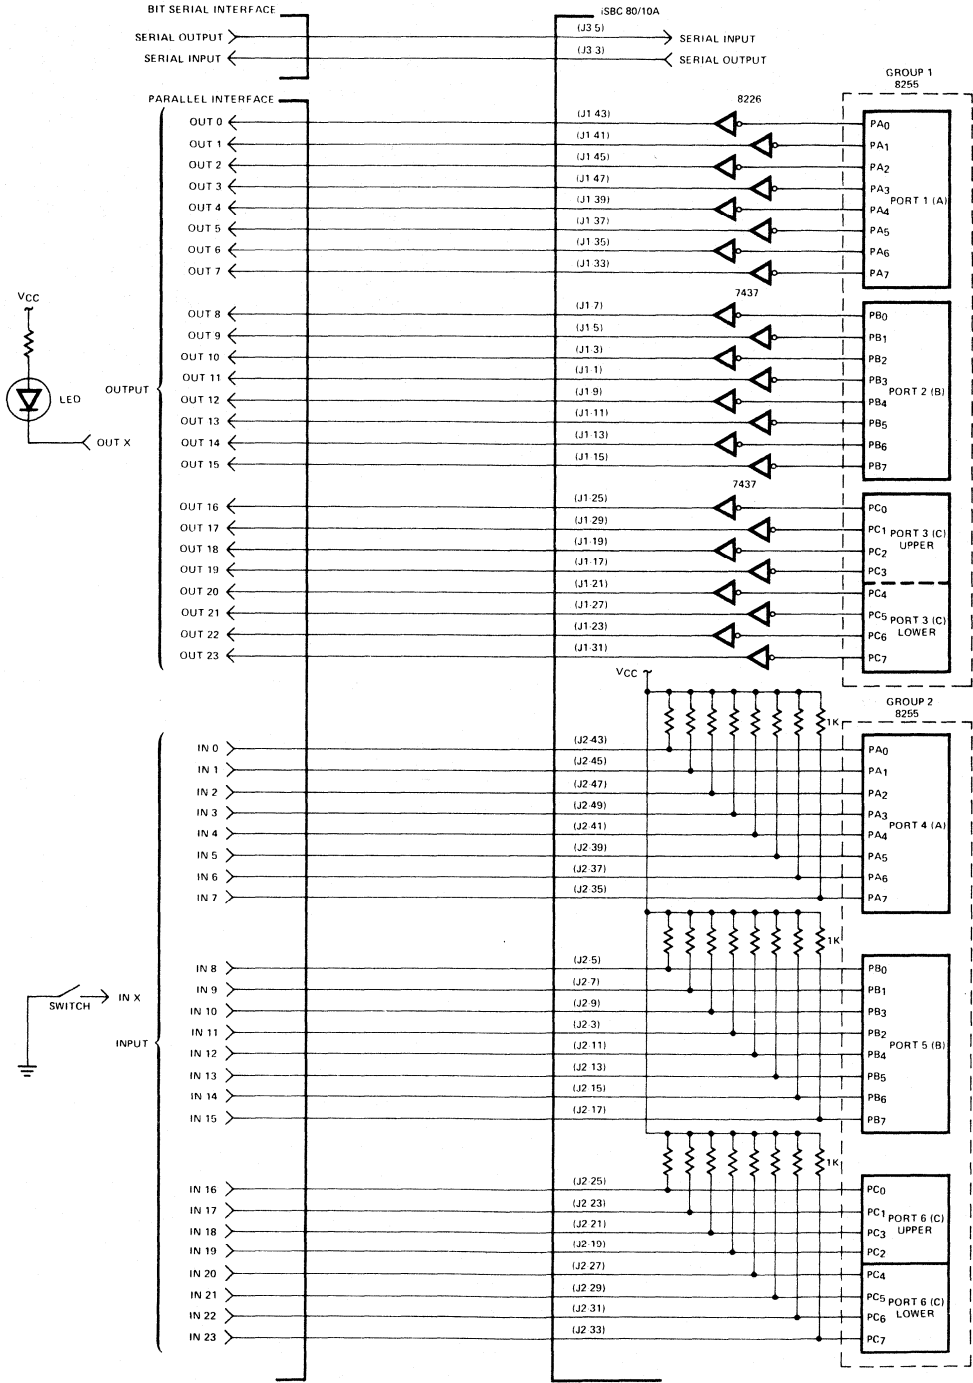 BIT SERIAL INTERFACE
iSBC 80/10A
SERIAL OUTPUT (J3 5) SERIAL INPUT
SERIAL INPUT (J3 3) SERIAL OUTPUT
GROUP 1
8255
PARALLEL INTERFACE
8226
OUT 0 (J1 43) PA0
OUT 1 (J1 41) PA1
OUT 2 (J1 45) PA2
OUT 3 (J1 47) PA3
PORT 1 (A)
OUT 4 (J1 39) PA4
OUT 5 (J1 37) PA5
OUT 6 (J1 35) PA6
OUT 7 (J1 33) PA7
7437
OUT 8 (J1 7) PB0
OUT 9 (J1 5) PB1
OUT 10 (J1-3) PB2
OUT 11 (J1-1) PB3
PORT 2 (B)
OUT 12 (J1 9) PB4
OUT 13 (J1-11) PB5
OUT 14 (J1-13) PB6
OUT 15 (J1 15) PB7
VCC
LED
OUT X
OUTPUT
7437
OUT 16 (J1-25) PC0
OUT 17 (J1-29) PC1 PORT 3 (C)
UPPER
OUT 18 (J1-19) PC2
OUT 19 (J1-17) PC3
OUT 20 (J1-21) PC4
OUT 21 (J1-27) PC5 PORT 3 (C)
LOWER
OUT 22 (J1-23) PC6
OUT 23 (J1-31) PC7
VCC
GROUP 2
8255
1K
IN 0 (J2-43) PA0
IN 1 (J2-45) PA1
IN 2 (J2-47) PA2
IN 3 (J2-49) PA3
PORT 4 (A)
IN 4 (J2-41) PA4
IN 5 (J2-39) PA5
IN 6 (J2-37) PA6
IN 7 (J2 35) PA7
1K
IN 8 (J2-5) PB0
IN 9 (J2-7) PB1
IN 10 (J2-9) PB3
IN 11 (J2-3) PB2
PORT 5 (B)
IN 12 (J2-11) PB4
IN 13 (J2 13) PB5
IN 14 (J2 15) PB6
IN 15 (J2-17) PB7
SWITCH
IN X
INPUT
1K
IN 16 (J2 25) PC0
IN 17 (J2 23) PC1 PORT 6 (C)
UPPER
IN 18 (J2 21) PC3
IN 19 (J2-19) PC2
IN 20 (J2 27) PC4
IN 21 (J2 29) PC5 PORT 6 (C)
LOWER
IN 22 (J2-31) PC6
IN 23 (J2 33) PC7